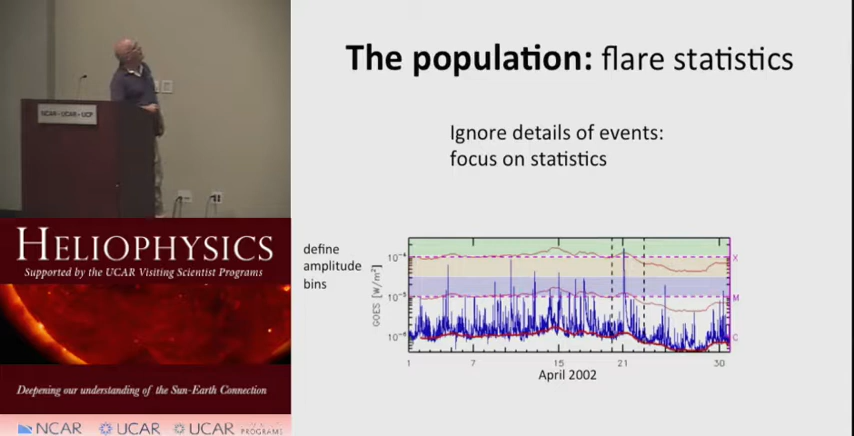 The population: flare statistics
Ignore details of events:
focus on statistics
NCAR • UCAR • UCP
HELIOPHYSICS
Supported by the UCAR Visiting Scientist Programs
Deepening our understanding of the Sun-Earth Connection
NCAR UCAR UCAR PROGRAMS
define
amplitude
bins
GOES [W/m²]
10⁻⁴
10⁻⁵
10⁻⁶
X
M
C
1 7 15 21 30
April 2002